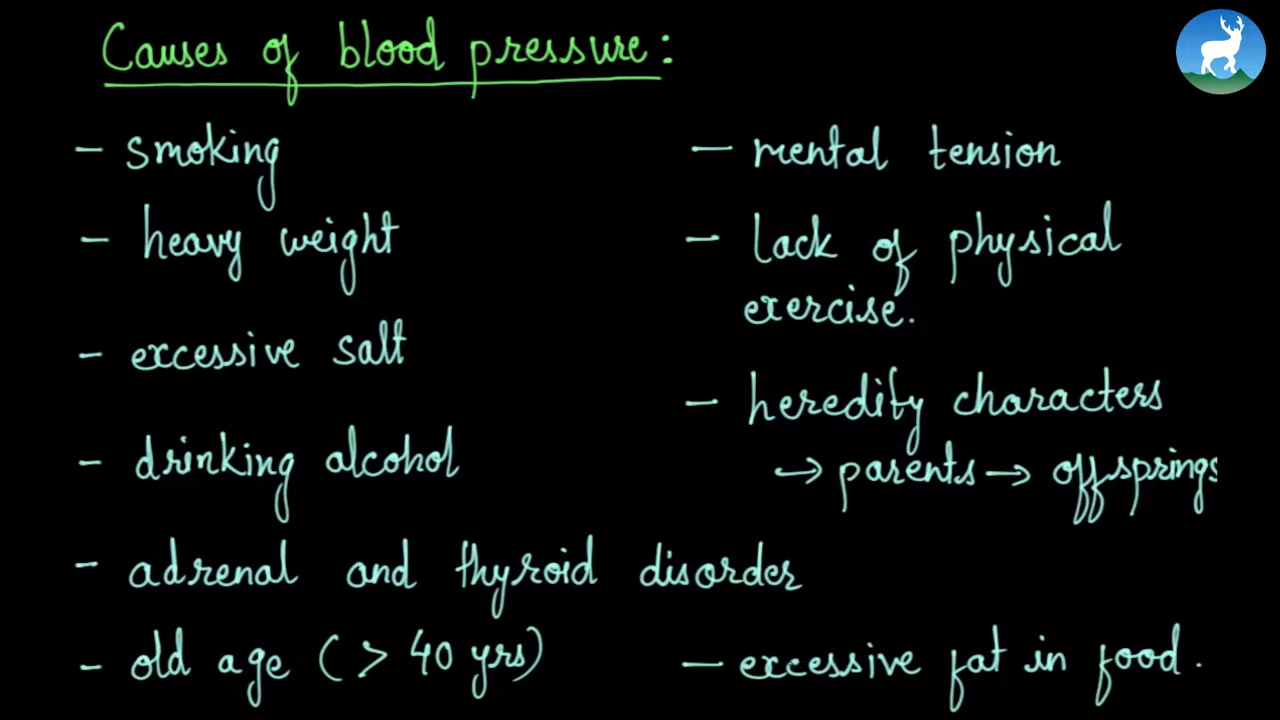 Causes of blood pressure:
- smoking
- heavy weight
- excessive salt
- drinking alcohol
- adrenal and thyroid disorder
- old age (> 40 yrs)
- mental tension
- lack of physical
exercise.
- heredity characters
→ parents → offsprings
- excessive fat in food.